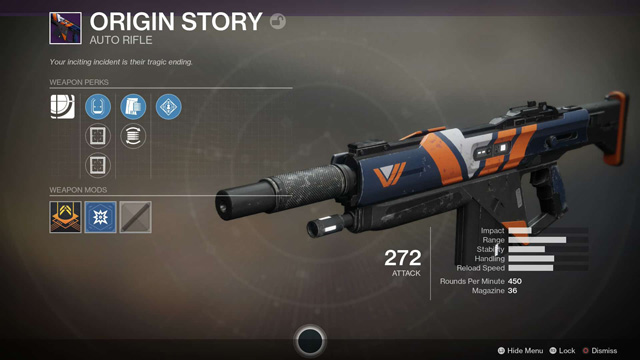 ORIGIN STORY
AUTO RIFLE
Your inciting incident is their tragic ending.
WEAPON PERKS
WEAPON MODS
272
ATTACK
Impact
Range
Stability
Handling
Reload Speed
Rounds Per Minute 450
Magazine 36
Hide Menu Lock Dismiss